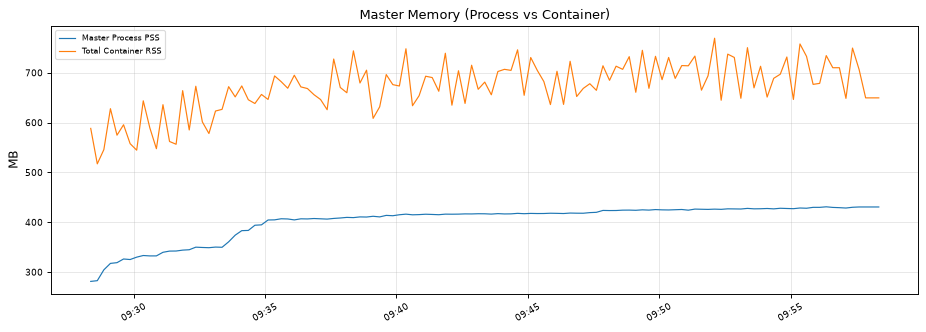 Master Memory (Process vs Container)
Master Process PSS
Total Container RSS
MB
700
600
500
400
300
09:30
09:35
09:40
09:45
09:50
09:55